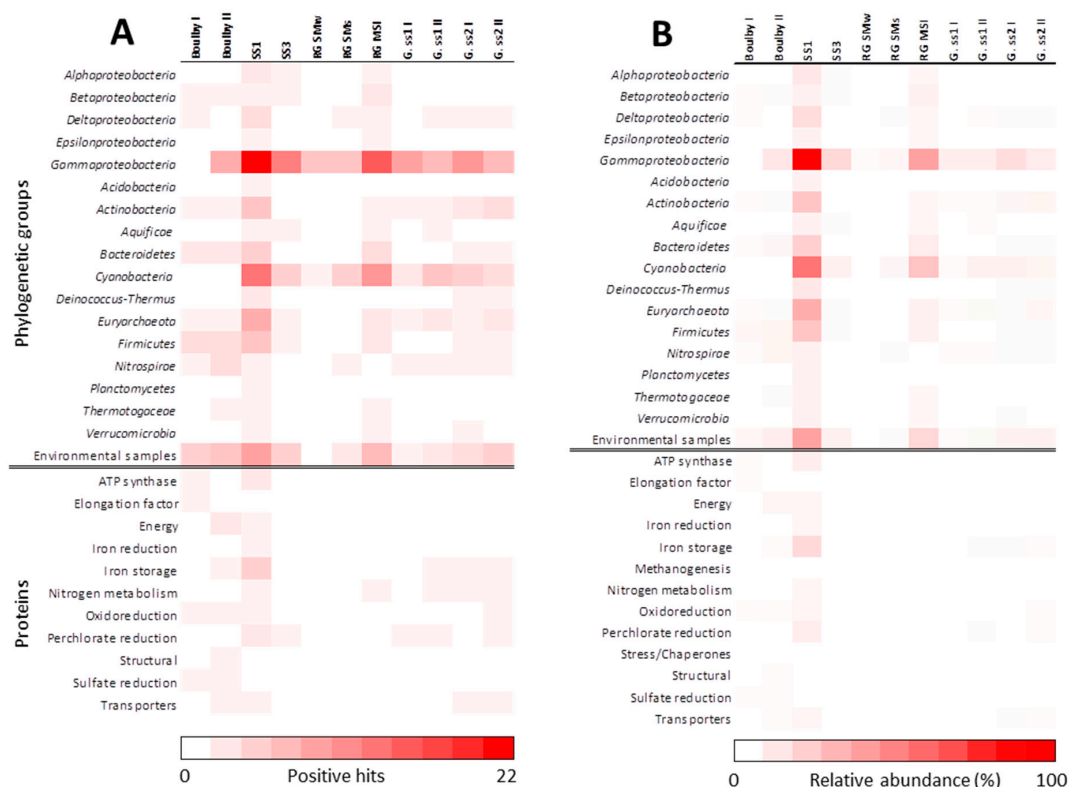 A
Boulby I
Boulby II
SS1
SS3
RG SMw
RG SMs
RG MSI
G. ss1 I
G. ss1 II
G. ss2 I
G. ss2 II
Phylogenetic groups
Alphaproteobacteria
Betaproteobacteria
Deltaproteobacteria
Epsilonproteobacteria
Gammaproteobacteria
Acidobacteria
Actinobacteria
Aquificae
Bacteroidetes
Cyanobacteria
Deinococcus-Thermus
Euryarchaeota
Firmicutes
Nitrospirae
Planctomycetes
Thermotogaceae
Verrucomicrobia
Environmental samples
Proteins
ATP synthase
Elongation factor
Energy
Iron reduction
Iron storage
Nitrogen metabolism
Oxidoreduction
Perchlorate reduction
Structural
Sulfate reduction
Transporters
0 Positive hits 22
B
Boulby I
Boulby II
SS1
SS3
RG SMw
RG SMs
RG MSI
G. ss1 I
G. ss1 II
G. ss2 I
G. ss2 II
Alphaproteobacteria
Betaproteobacteria
Deltaproteobacteria
Epsilonproteobacteria
Gammaproteobacteria
Acidobacteria
Actinobacteria
Aquificae
Bacteroidetes
Cyanobacteria
Deinococcus-Thermus
Euryarchaeota
Firmicutes
Nitrospirae
Planctomycetes
Thermotogaceae
Verrucomicrobia
Environmental samples
ATP synthase
Elongation factor
Energy
Iron reduction
Iron storage
Methanogenesis
Nitrogen metabolism
Oxidoreduction
Perchlorate reduction
Stress/Chaperones
Structural
Sulfate reduction
Transporters
0 Relative abundance (%) 100